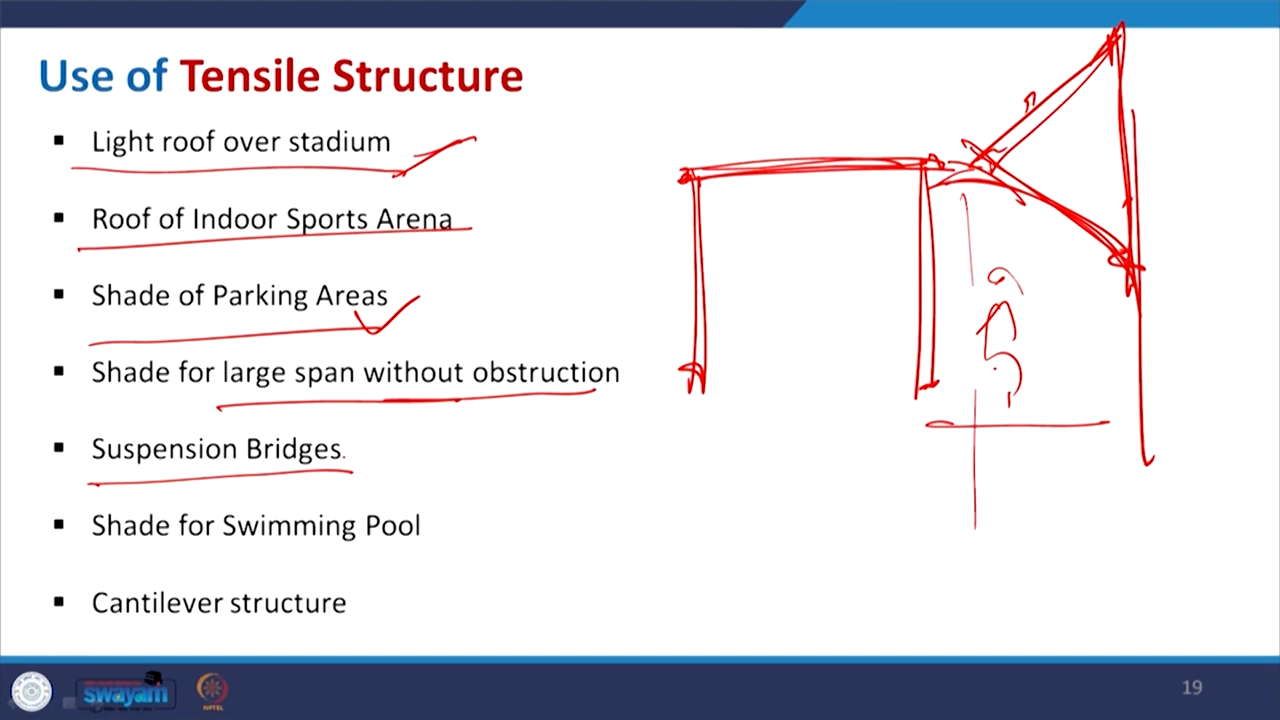 Use of Tensile Structure
▪ Light roof over stadium
▪ Roof of Indoor Sports Arena
▪ Shade of Parking Areas
▪ Shade for large span without obstruction
▪ Suspension Bridges.
▪ Shade for Swimming Pool
▪ Cantilever structure
swayam
NPTEL
19